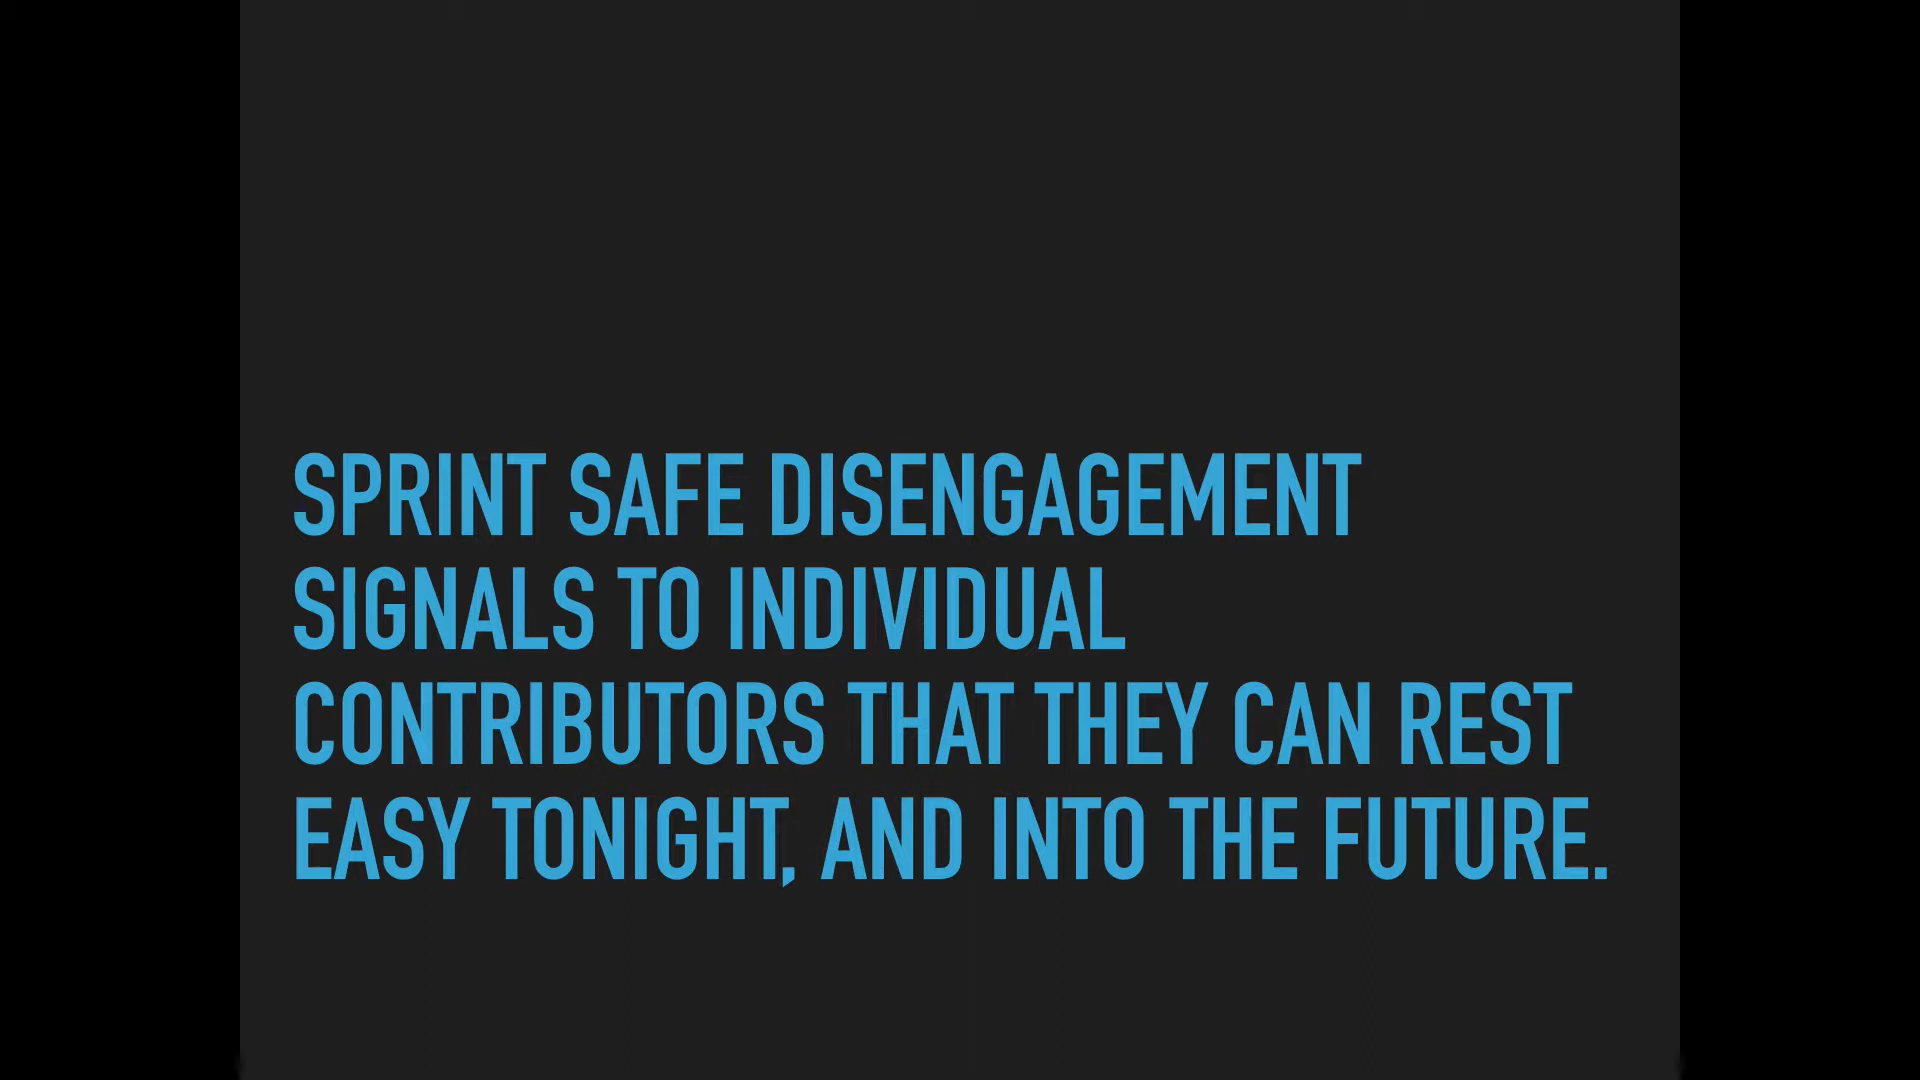 SPRINT SAFE DISENGAGEMENT
SIGNALS TO INDIVIDUAL
CONTRIBUTORS THAT THEY CAN REST
EASY TONIGHT, AND INTO THE FUTURE.